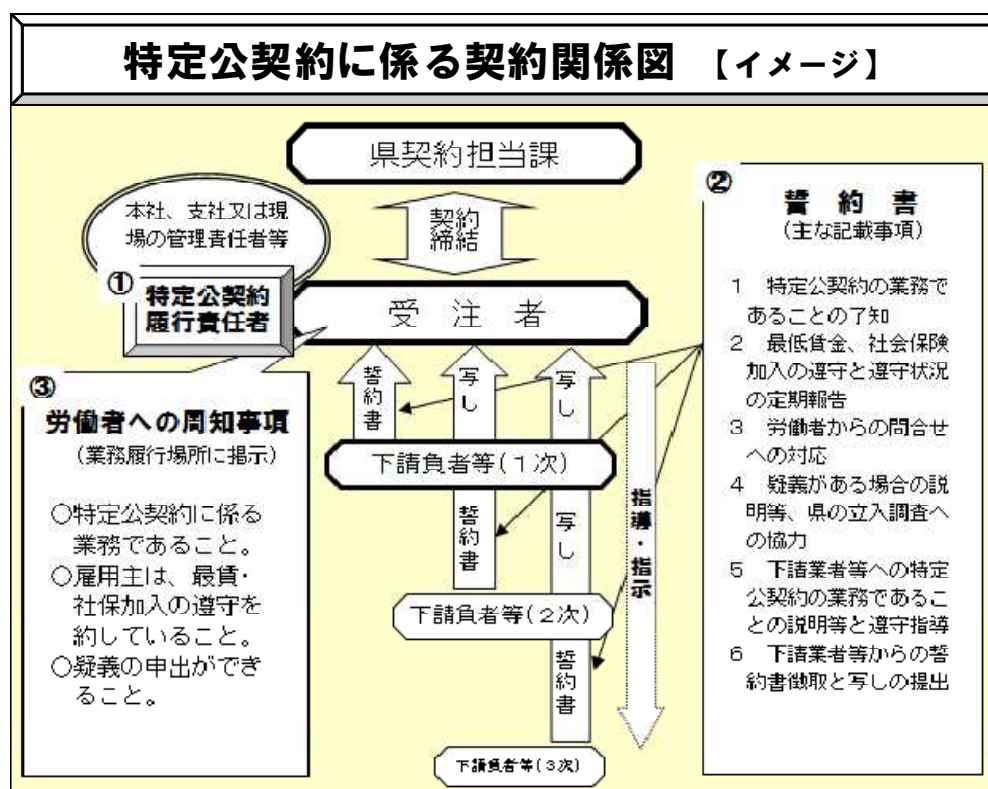 特定公契約に係る契約関係図 【イメージ】
県契約担当課
契約
締結
本社、支社又は現
場の管理責任者等
①
特定公契約
履行責任者
受 注 者
③
労働者への周知事項
(業務履行場所に掲示)
○特定公契約に係る
業務であること。
○雇用主は、最賃・
社保加入の遵守を
約していること。
○疑義の申出ができ
ること。
誓約書
写し
写し
下請負者等(1次)
誓約書
写し
下請負者等(2次)
誓約書
下請負者等(3次)
指導・指示
②
誓 約 書
(主な記載事項)
1 特定公契約の業務で
あることの了知
2 最低賃金、社会保険
加入の遵守と遵守状況
の定期報告
3 労働者からの問合せ
への対応
4 疑義がある場合の説
明等、県の立入調査へ
の協力
5 下請業者等への特定
公契約の業務であるこ
との説明等と遵守指導
6 下請業者等からの誓
約書徴取と写しの提出